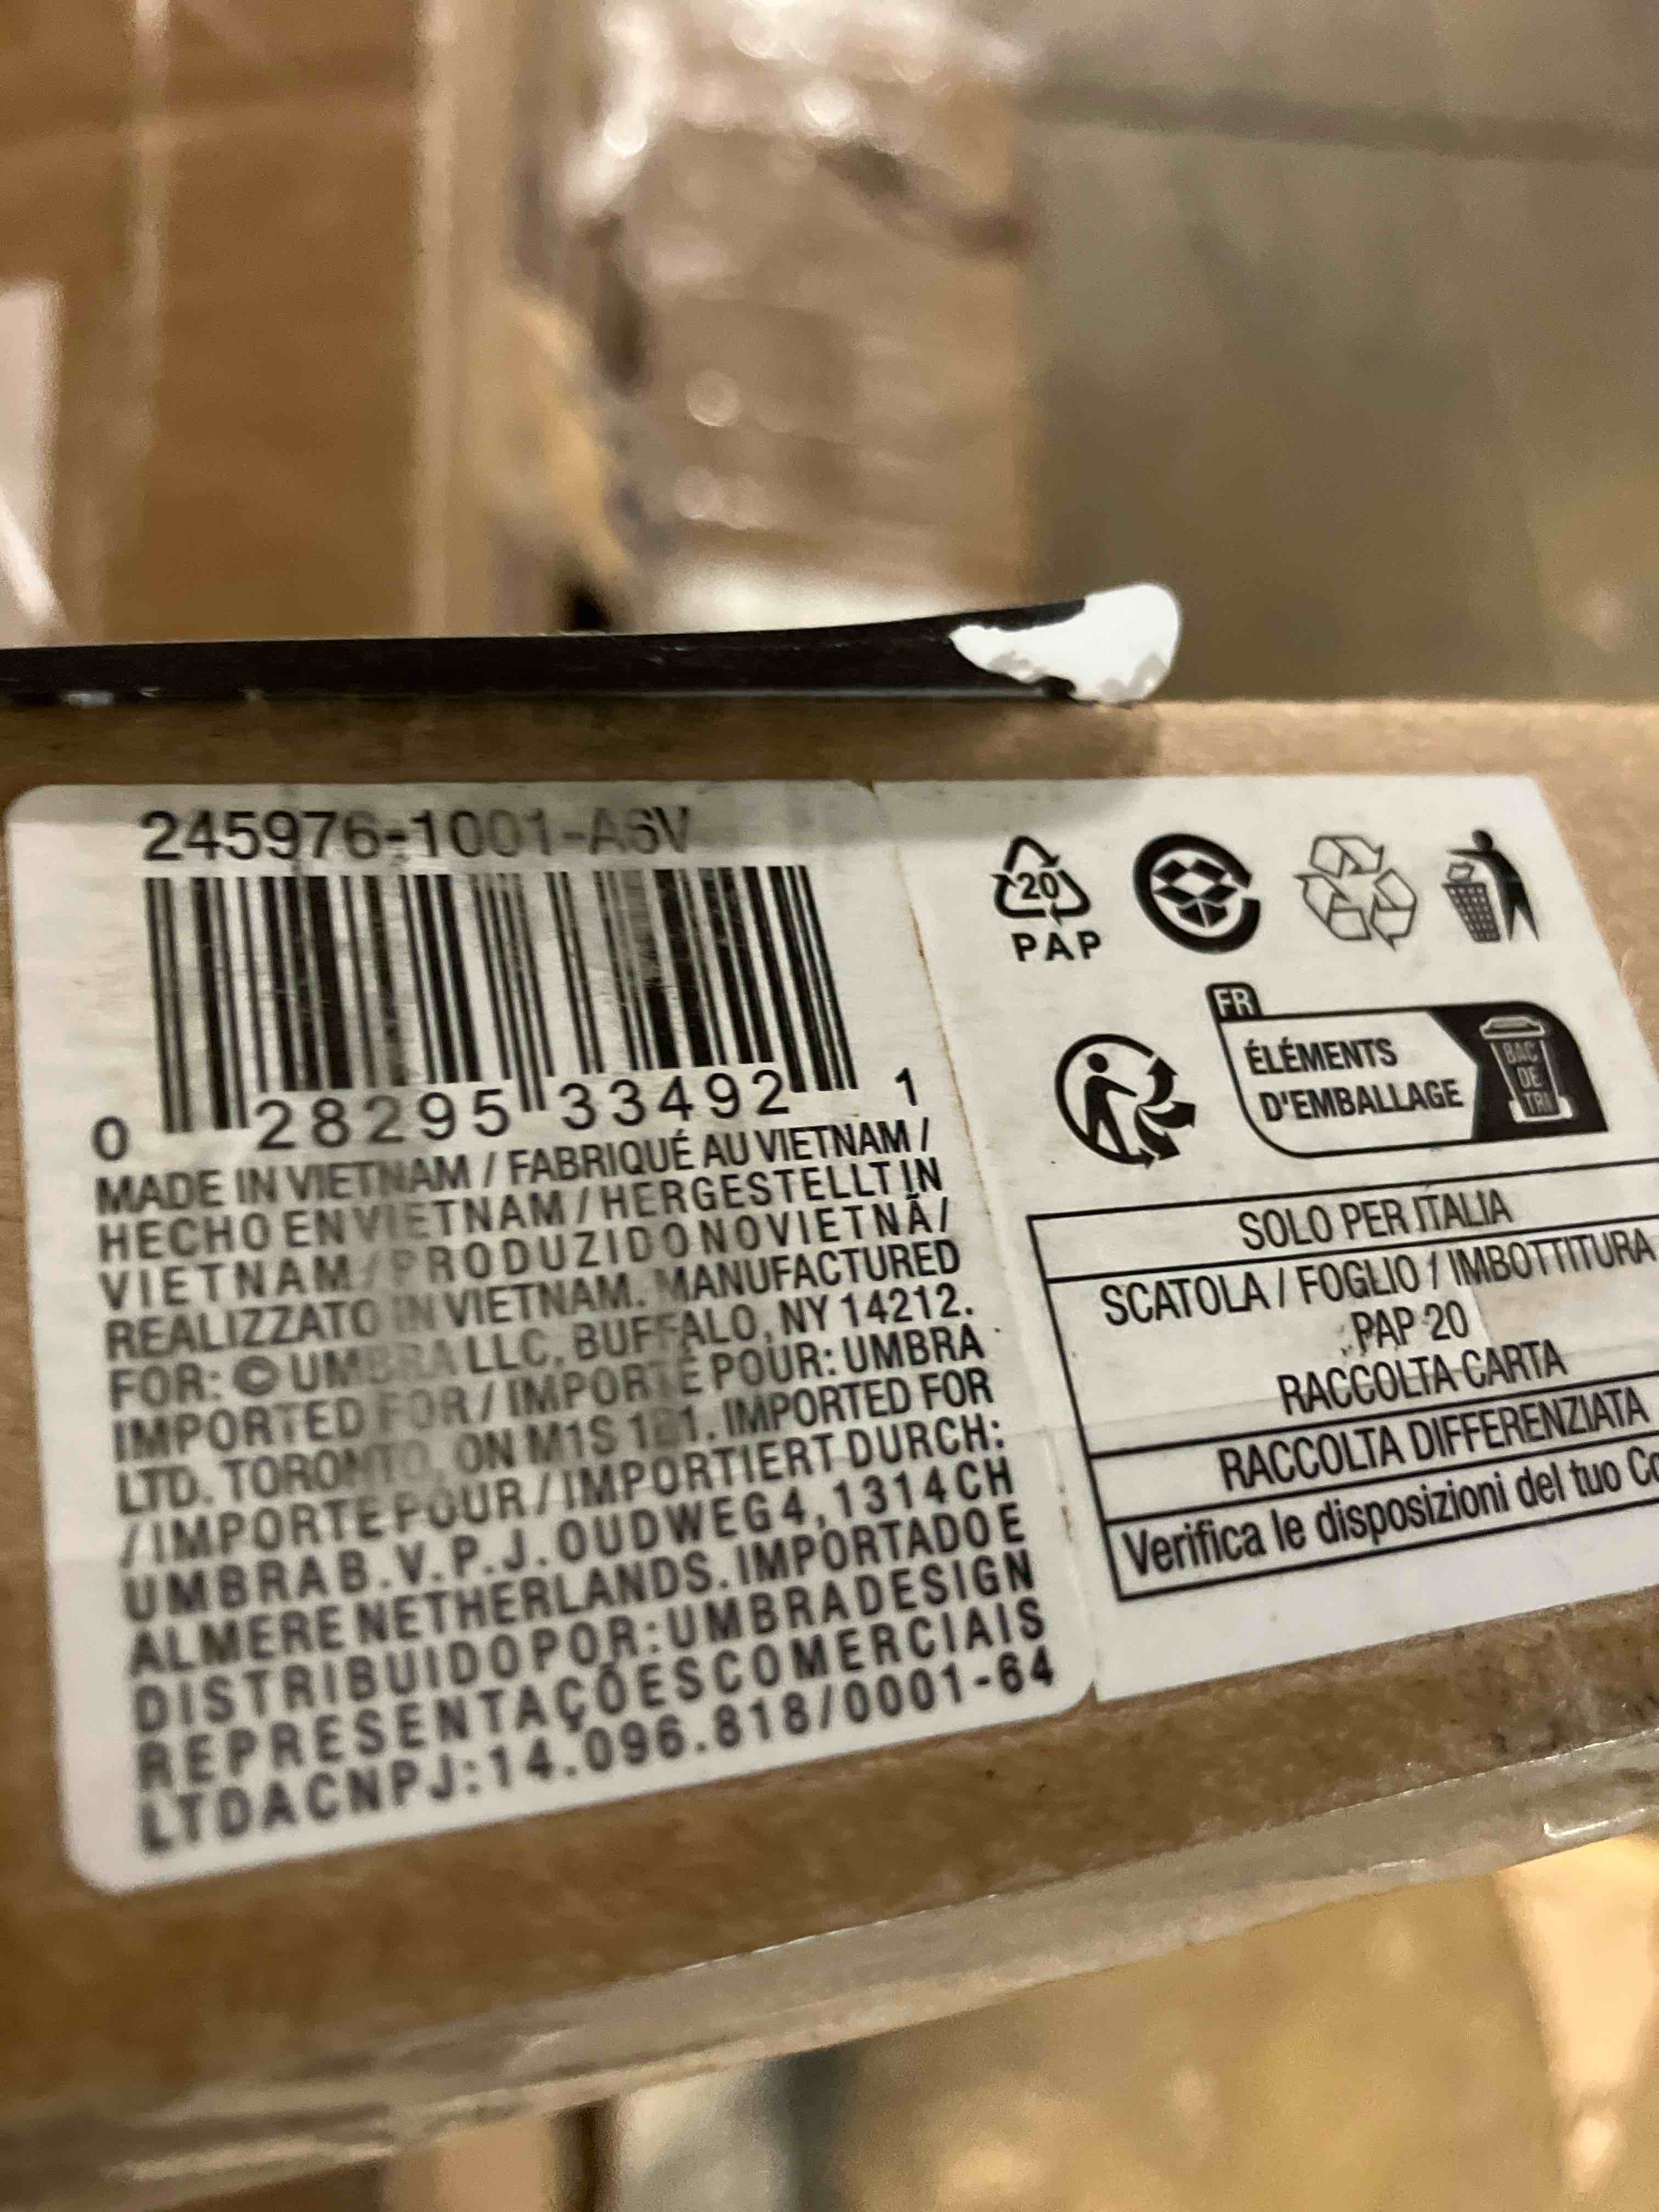 245976-1001-A6V
0 28295 33492 1
MADE IN VIETNAM / FABRIQUÉ AU VIETNAM /
HECHO EN VIETNAM / HERGESTELLT IN
VIETNAM / PRODUZIDO NO VIETNÃ /
REALIZZATO IN VIETNAM. MANUFACTURED
FOR: © UMBRA LLC, BUFFALO, NY 14212.
IMPORTED FOR / IMPORTÉ POUR: UMBRA
LTD. TORONTO, ON M1S IMPORTED FOR
/ IMPORTÉ POUR / IMPORTIERT DURCH:
UMBRA B.V. P.J. OUDWEG 4, 1314 CH
ALMERE NETHERLANDS. IMPORTADO E
DISTRIBUIDO POR: UMBRA DESIGN
REPRESENTAÇÕES COMERCIAIS
LTDA CNPJ: 14.096.818/0001-64
20
PAP
FR
ÉLÉMENTS
D'EMBALLAGE
BAC
DE
TRI
SOLO PER ITALIA
SCATOLA / FOGLIO / IMBOTTITURA
PAP 20
RACCOLTA CARTA
RACCOLTA DIFFERENZIATA
Verifica le disposizioni del tuo Co